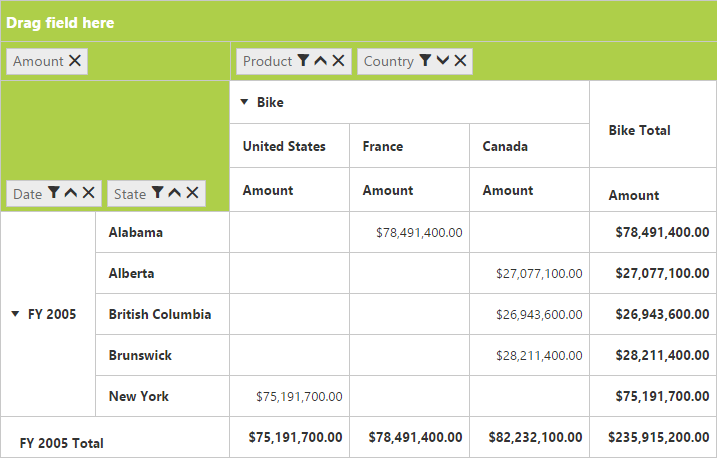 Drag field here
Amount
Product Country
Bike
Bike Total
United States France Canada
Date State
Amount Amount Amount Amount
Alabama $78,491,400.00 $78,491,400.00
Alberta $27,077,100.00 $27,077,100.00
FY 2005 British Columbia $26,943,600.00 $26,943,600.00
Brunswick $28,211,400.00 $28,211,400.00
New York $75,191,700.00 $75,191,700.00
FY 2005 Total $75,191,700.00 $78,491,400.00 $82,232,100.00 $235,915,200.00